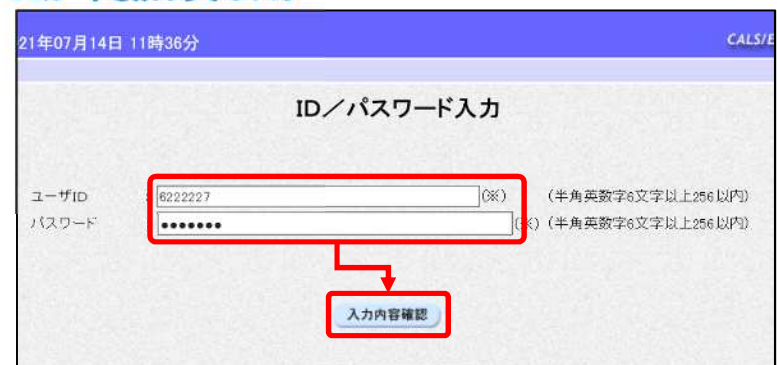 21年07月14日 11時36分
CALS/E
ID／パスワード入力
ユーザID : 6222227 (※) (半角英数字6文字以上256以内)
パスワード ●●●●●●● (※) (半角英数字6文字以上256以内)
入力内容確認